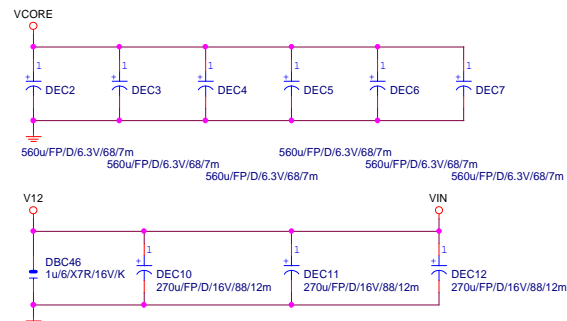 VCORE
1 1 1 1 1 1
+ + + + + +
DEC2 DEC3 DEC4 DEC5 DEC6 DEC7
560u/FP/D/6.3V/68/7m 560u/FP/D/6.3V/68/7m
560u/FP/D/6.3V/68/7m 560u/FP/D/6.3V/68/7m
560u/FP/D/6.3V/68/7m 560u/FP/D/6.3V/68/7m
V12 VIN
1 1 1
+ + +
DBC46
1u/6/X7R/16V/K
DEC10 DEC11 DEC12
270u/FP/D/16V/88/12m 270u/FP/D/16V/88/12m 270u/FP/D/16V/88/12m